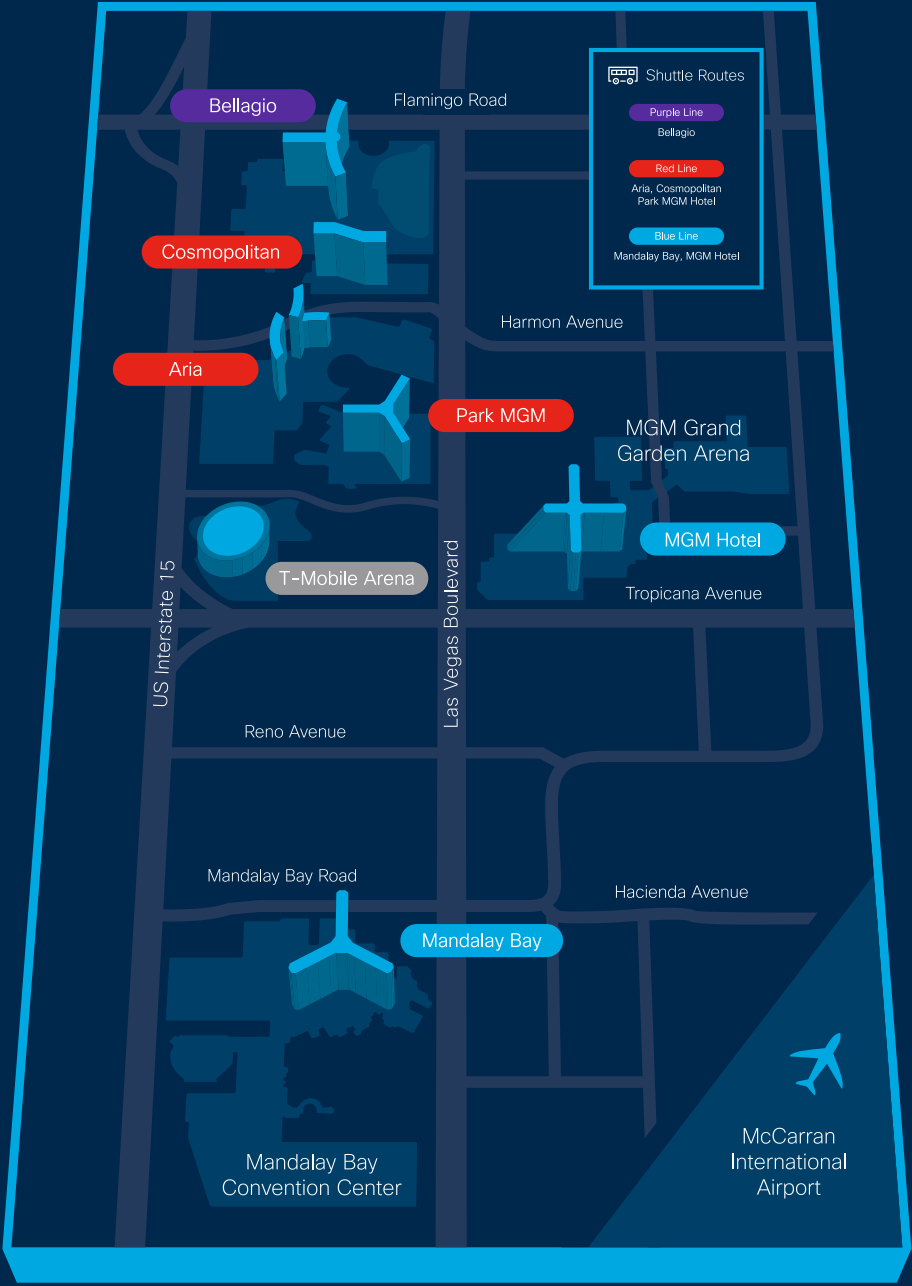 Shuttle Routes
Purple Line
Bellagio
Red Line
Aria, Cosmopolitan
Park MGM Hotel
Blue Line
Mandalay Bay, MGM Hotel
Bellagio
Flamingo Road
Cosmopolitan
Harmon Avenue
Aria
Park MGM
MGM Grand
Garden Arena
MGM Hotel
T-Mobile Arena
Tropicana Avenue
US Interstate 15
Las Vegas Boulevard
Reno Avenue
Mandalay Bay Road
Hacienda Avenue
Mandalay Bay
McCarran
International
Airport
Mandalay Bay
Convention Center